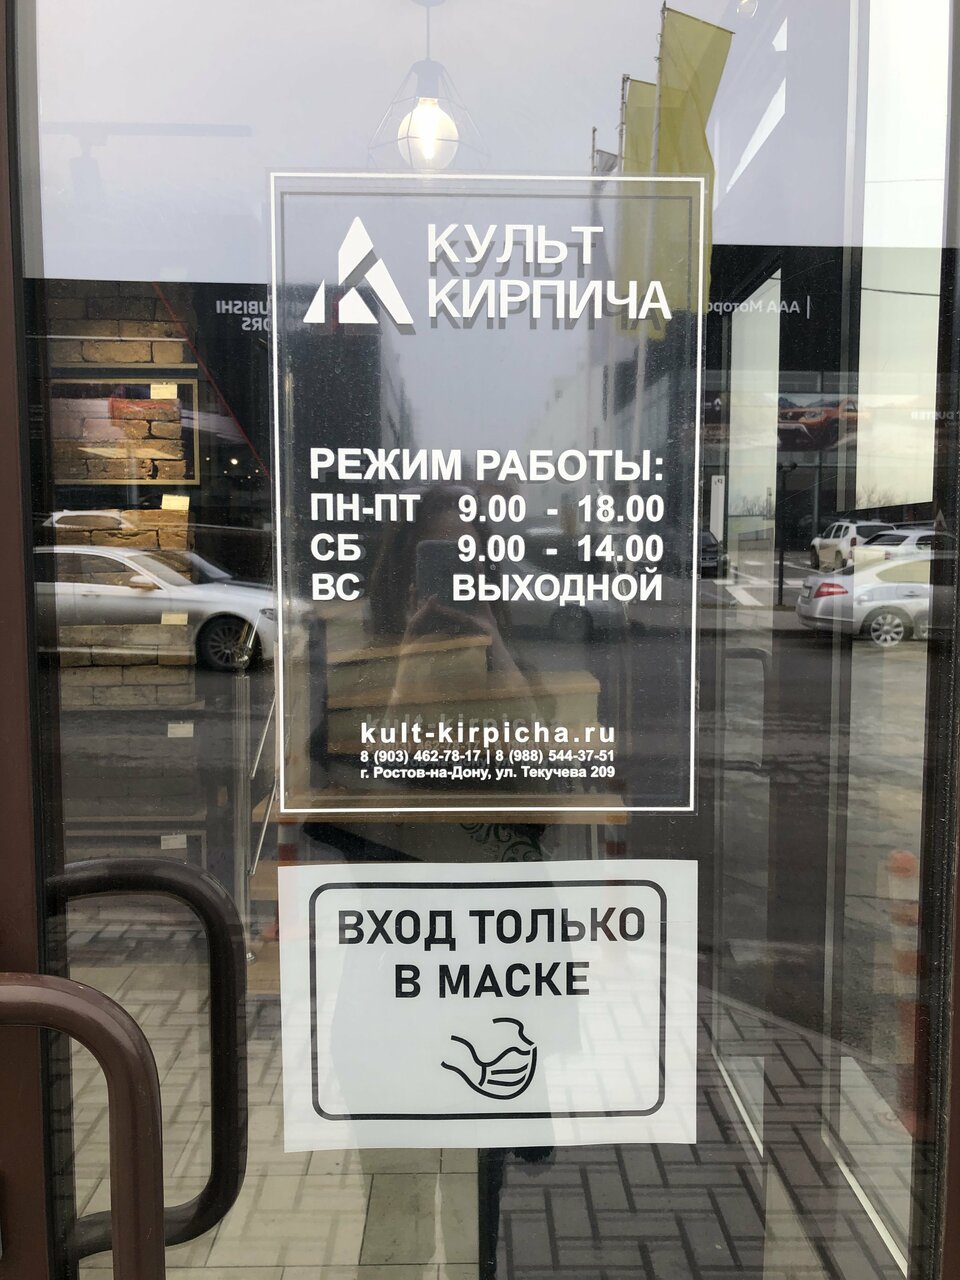 КУЛЬТ
КИРПИЧА
РЕЖИМ РАБОТЫ:
ПН-ПТ 9.00 - 18.00
СБ 9.00 - 14.00
ВС ВЫХОДНОЙ
kult-kirpicha.ru
8 (903) 462-78-17 | 8 (988) 544-37-51
г. Ростов-на-Дону, ул. Текучева 209
ВХОД ТОЛЬКО
В МАСКЕ